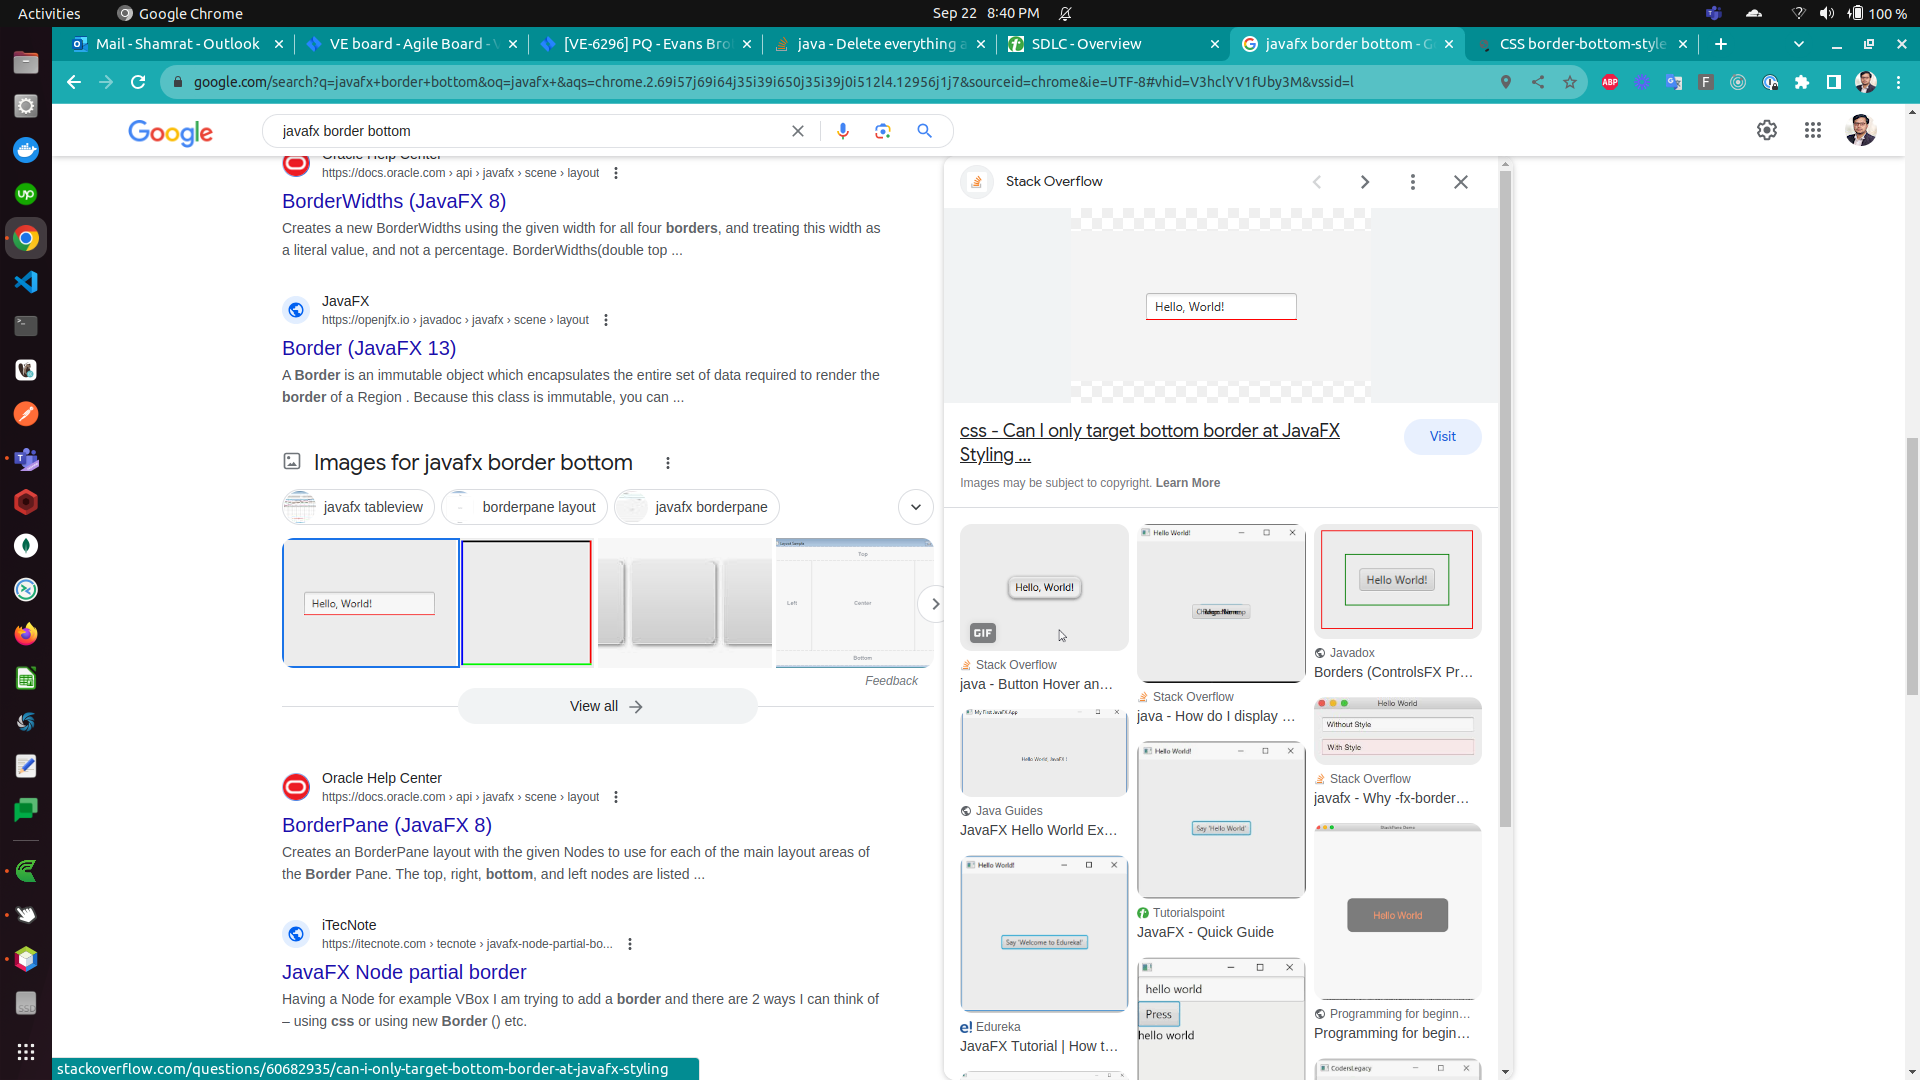 Activities
Google Chrome
Sep 22 8:40 PM
100 %
Mail - Shamrat - Outlook
VE board - Agile Board -
[VE-6296] PQ - Evans Bro
java - Delete everything a
SDLC - Overview
javafx border bottom - G
CSS border-bottom-style
google.com/search?q=javafx+border+bottom&oq=javafx+&aqs=chrome.2.69i57j69i64j35i39i650j35i39j0i512l4.12956j1j7&sourceid=chrome&ie=UTF-8#vhid=V3hclYV1fUby3M&vssid=l
Google
javafx border bottom
Oracle Help Center
https://docs.oracle.com › api › javafx › scene › layout
BorderWidths (JavaFX 8)
Creates a new BorderWidths using the given width for all four borders, and treating this width as
a literal value, and not a percentage. BorderWidths(double top ...
JavaFX
https://openjfx.io › javadoc › javafx › scene › layout
Border (JavaFX 13)
A Border is an immutable object which encapsulates the entire set of data required to render the
border of a Region . Because this class is immutable, you can ...
Images for javafx border bottom
javafx tableview
borderpane layout
javafx borderpane
Hello, World!
Layout Sample
Top
Left
Center
Bottom
Feedback
View all
Oracle Help Center
https://docs.oracle.com › api › javafx › scene › layout
BorderPane (JavaFX 8)
Creates an BorderPane layout with the given Nodes to use for each of the main layout areas of
the Border Pane. The top, right, bottom, and left nodes are listed ...
iTecNote
https://itecnote.com › tecnote › javafx-node-partial-bo...
JavaFX Node partial border
Having a Node for example VBox I am trying to add a border and there are 2 ways I can think of
– using css or using new Border () etc.
stackoverflow.com/questions/60682935/can-i-only-target-bottom-border-at-javafx-styling
Stack Overflow
Hello, World!
css - Can I only target bottom border at JavaFX
Styling ...
Visit
Images may be subject to copyright. Learn More
Hello, World!
GIF
Stack Overflow
java - Button Hover an...
My First JavaFX App
Hello World, JavaFX !
Java Guides
JavaFX Hello World Ex...
Hello World!
Say 'Welcome to Edureka!'
e! Edureka
JavaFX Tutorial | How t...
Hello World!
Stack Overflow
java - How do I display ...
Hello World!
Say 'Hello World'
Tutorialspoint
JavaFX - Quick Guide
hello world
Press
hello world
Hello World!
Javadox
Borders (ControlsFX Pr...
Hello World
Without Style
With Style
Stack Overflow
javafx - Why -fx-border...
StackPane Demo
Hello World
Programming for beginn...
Programming for begin...
CodersLegacy